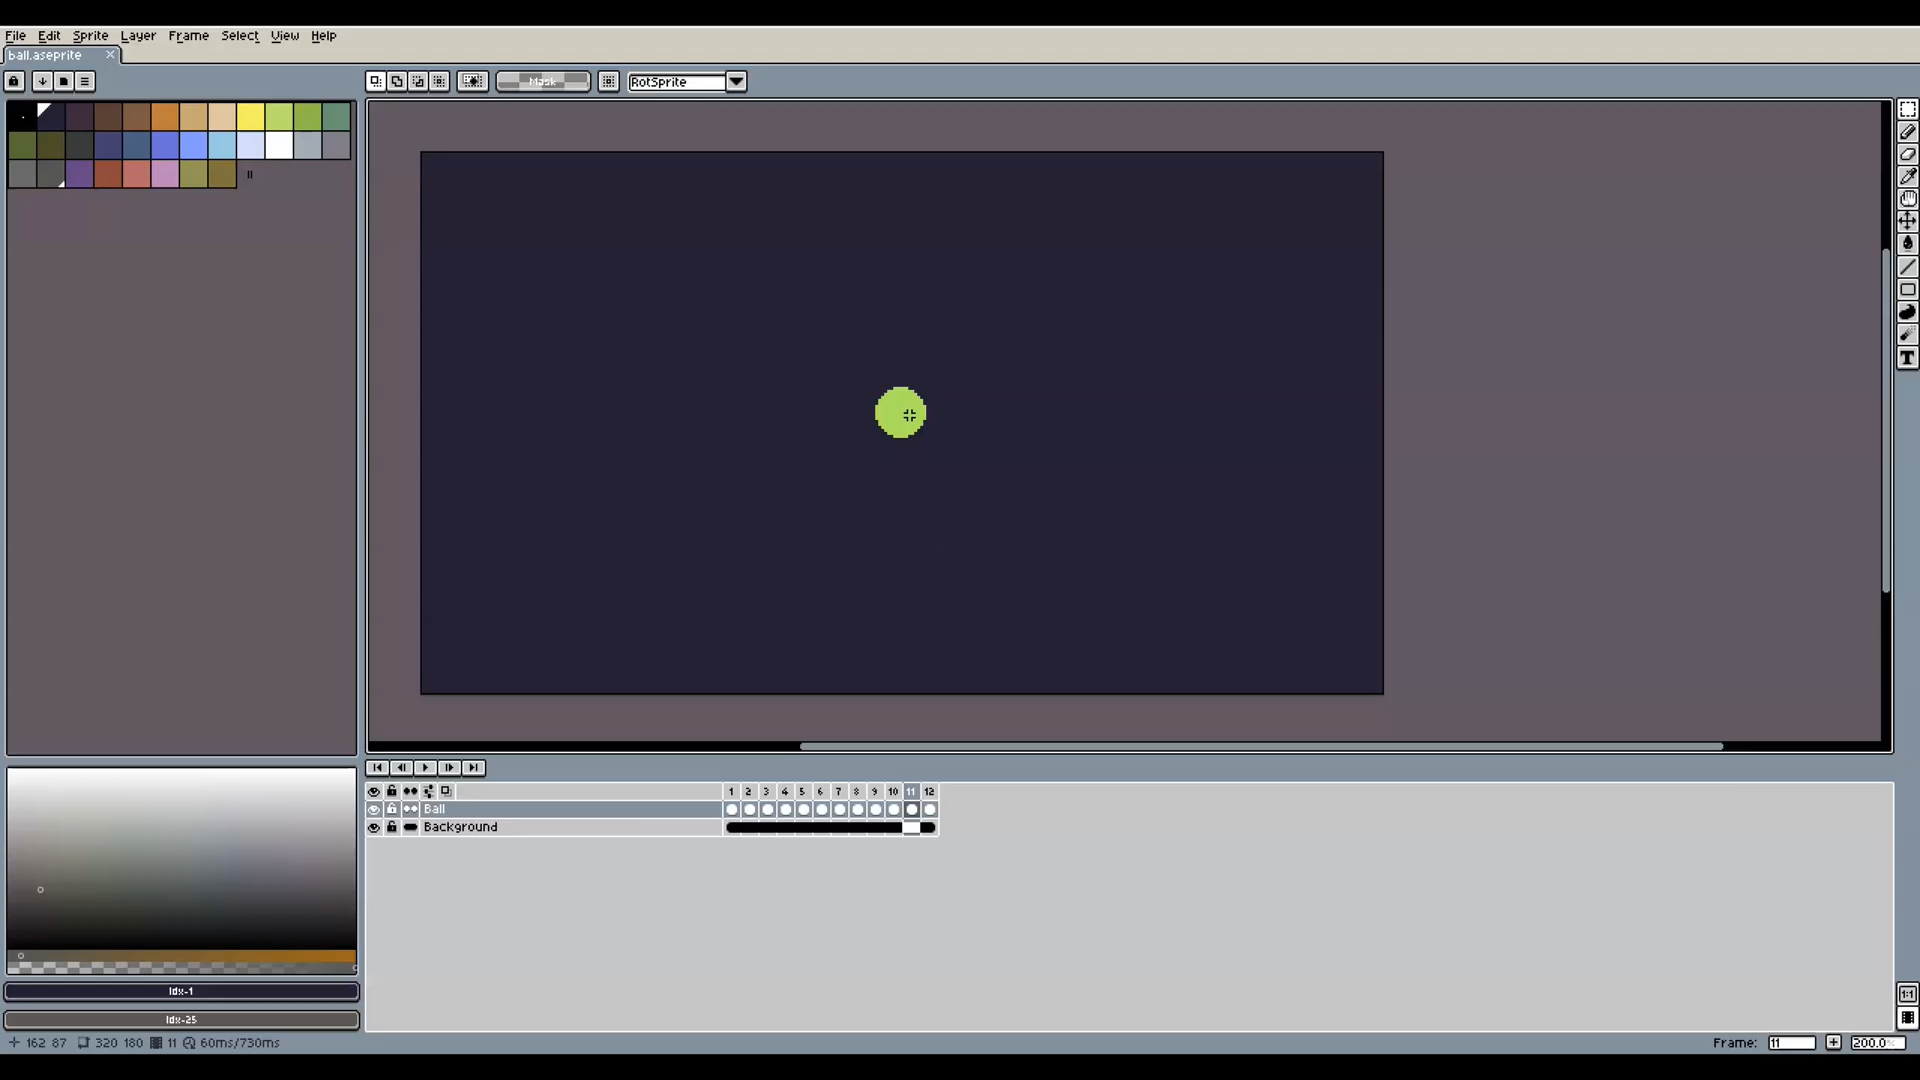 File Edit Sprite Layer Frame Select View Help
ball.aseprite
Mask RotSprite
1 2 3 4 5 6 7 8 9 10 11 12
Ball
Background
Idx-1
Idx-25
162 87 320 180 11 60ms/730ms
Frame: 11 200.0
1:1